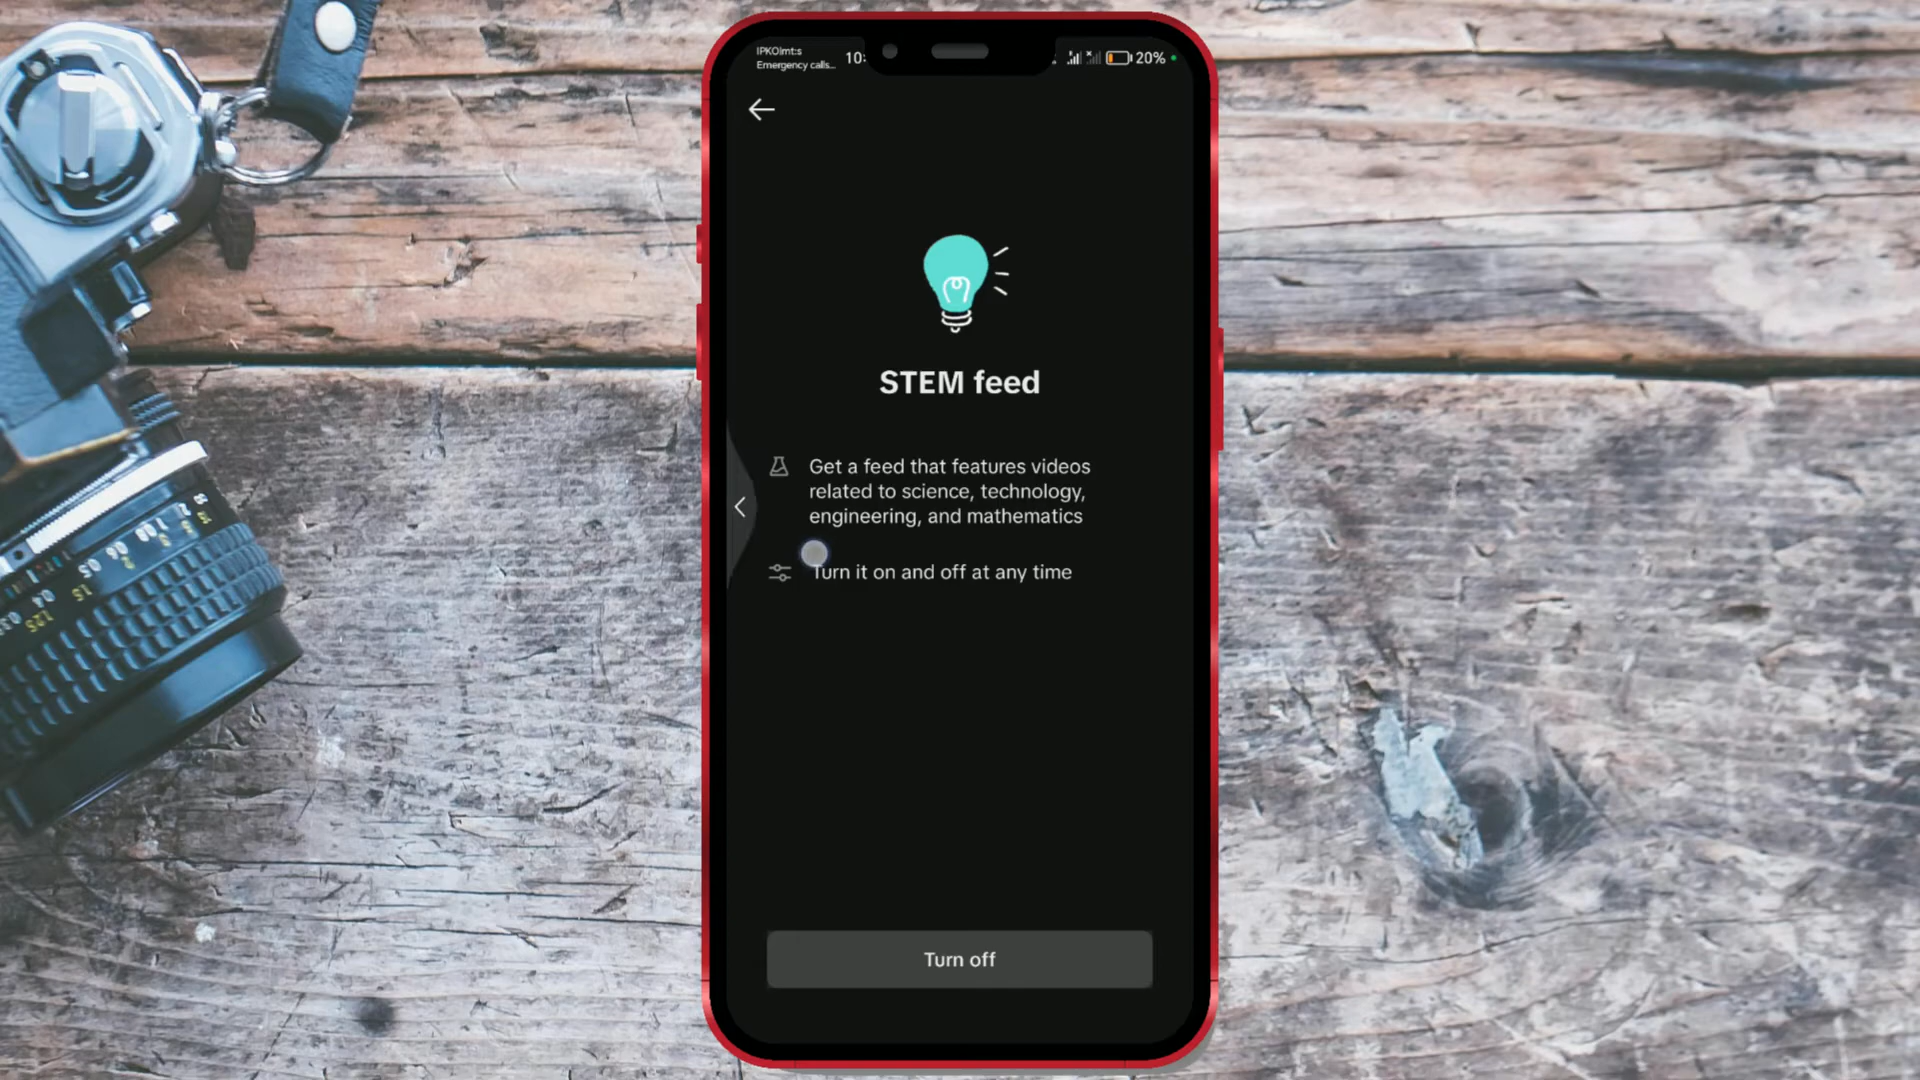 IPKOlmt:s
Emergency calls...
10:
20%
STEM feed
Get a feed that features videos
related to science, technology,
engineering, and mathematics
Turn it on and off at any time
Turn off